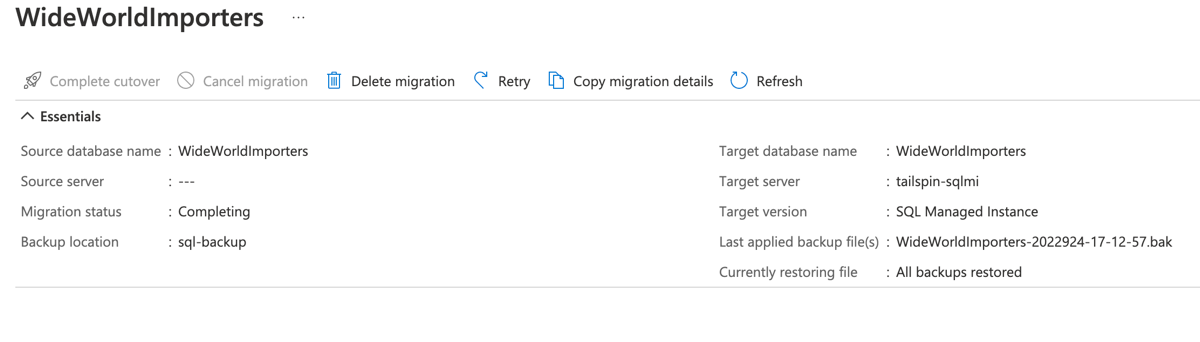 WideWorldImporters ...
Complete cutover Cancel migration Delete migration Retry Copy migration details Refresh
Essentials
Source database name : WideWorldImporters Target database name : WideWorldImporters
Source server : --- Target server : tailspin-sqlmi
Migration status : Completing Target version : SQL Managed Instance
Backup location : sql-backup Last applied backup file(s) : WideWorldImporters-2022924-17-12-57.bak
Currently restoring file : All backups restored